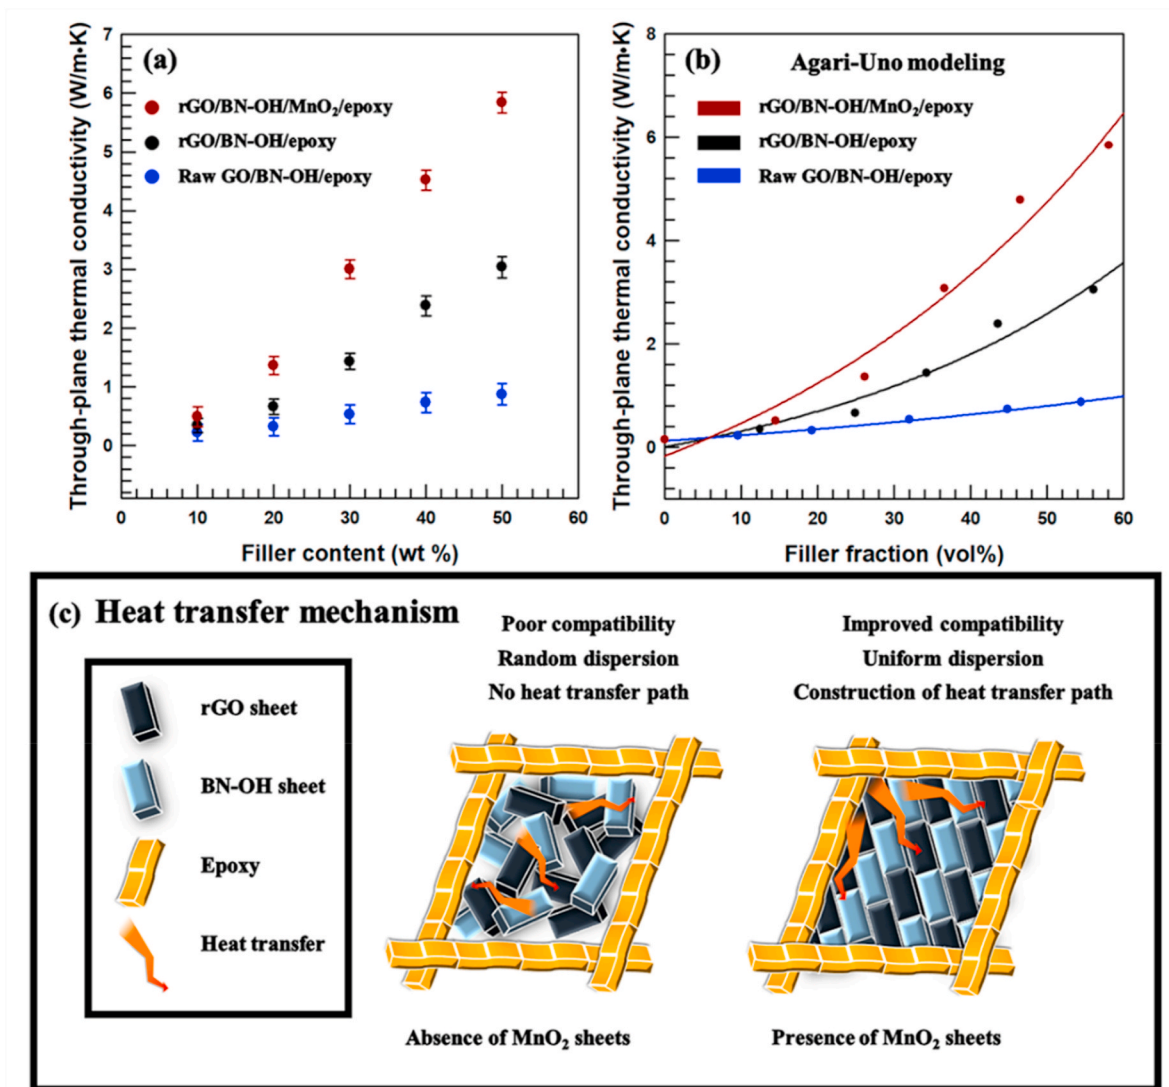 (a)
rGO/BN-OH/MnO₂/epoxy
rGO/BN-OH/epoxy
Raw GO/BN-OH/epoxy
Through-plane thermal conductivity (W/m•K)
7
6
5
4
3
2
1
0
-1
-0
0
10
20
30
40
50
60
Filler content (wt %)
(b)
Agari-Uno modeling
rGO/BN-OH/MnO₂/epoxy
rGO/BN-OH/epoxy
Raw GO/BN-OH/epoxy
Through-plane thermal conductivity (W/m•K)
8
6
4
2
0
0
10
20
30
40
50
60
Filler fraction (vol%)
(c) Heat transfer mechanism
rGO sheet
BN-OH sheet
Epoxy
Heat transfer
Poor compatibility
Random dispersion
No heat transfer path
Absence of MnO₂ sheets
Improved compatibility
Uniform dispersion
Construction of heat transfer path
Presence of MnO₂ sheets